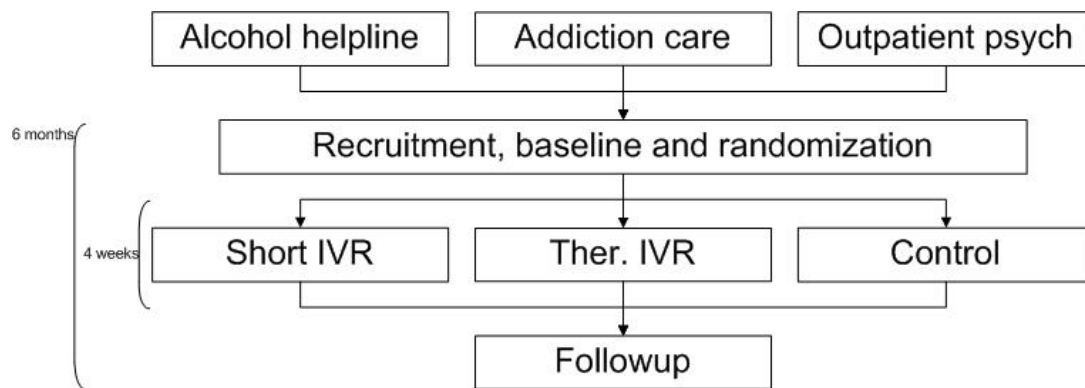 Alcohol helpline
Addiction care
Outpatient psych
6 months
Recruitment, baseline and randomization
4 weeks
Short IVR
Ther. IVR
Control
Followup